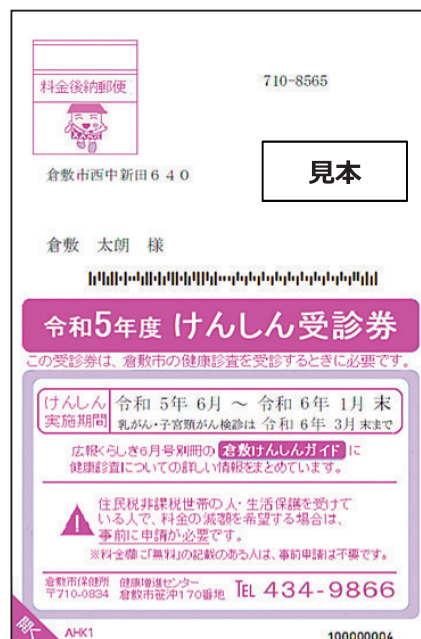 料金後納郵便
710-8565
倉敷市西中新田640
見本
倉敷 太朗 様
令和5年度 けんしん受診券
この受診券は、倉敷市の健康診査を受診するときに必要です。
けんしん実施期間
令和 5年 6月 ～ 令和 6年 1月 末
乳がん・子宮頸がん検診は 令和 6年 3月 末まで
広報くらしき6月号別冊の 倉敷けんしんガイド に
健康診査についての詳しい情報をまとめています。
住民税非課税世帯の人・生活保護を受けて
いる人で、料金の減額を希望する場合は、
事前に申請が必要です。
※料金欄に「無料」の記載のある人は、事前申請は不要です。
倉敷市保健所 健康増進センター
〒710-0834 倉敷市笹沖170番地 TEL 434-9866
開く
AHK1
100000004